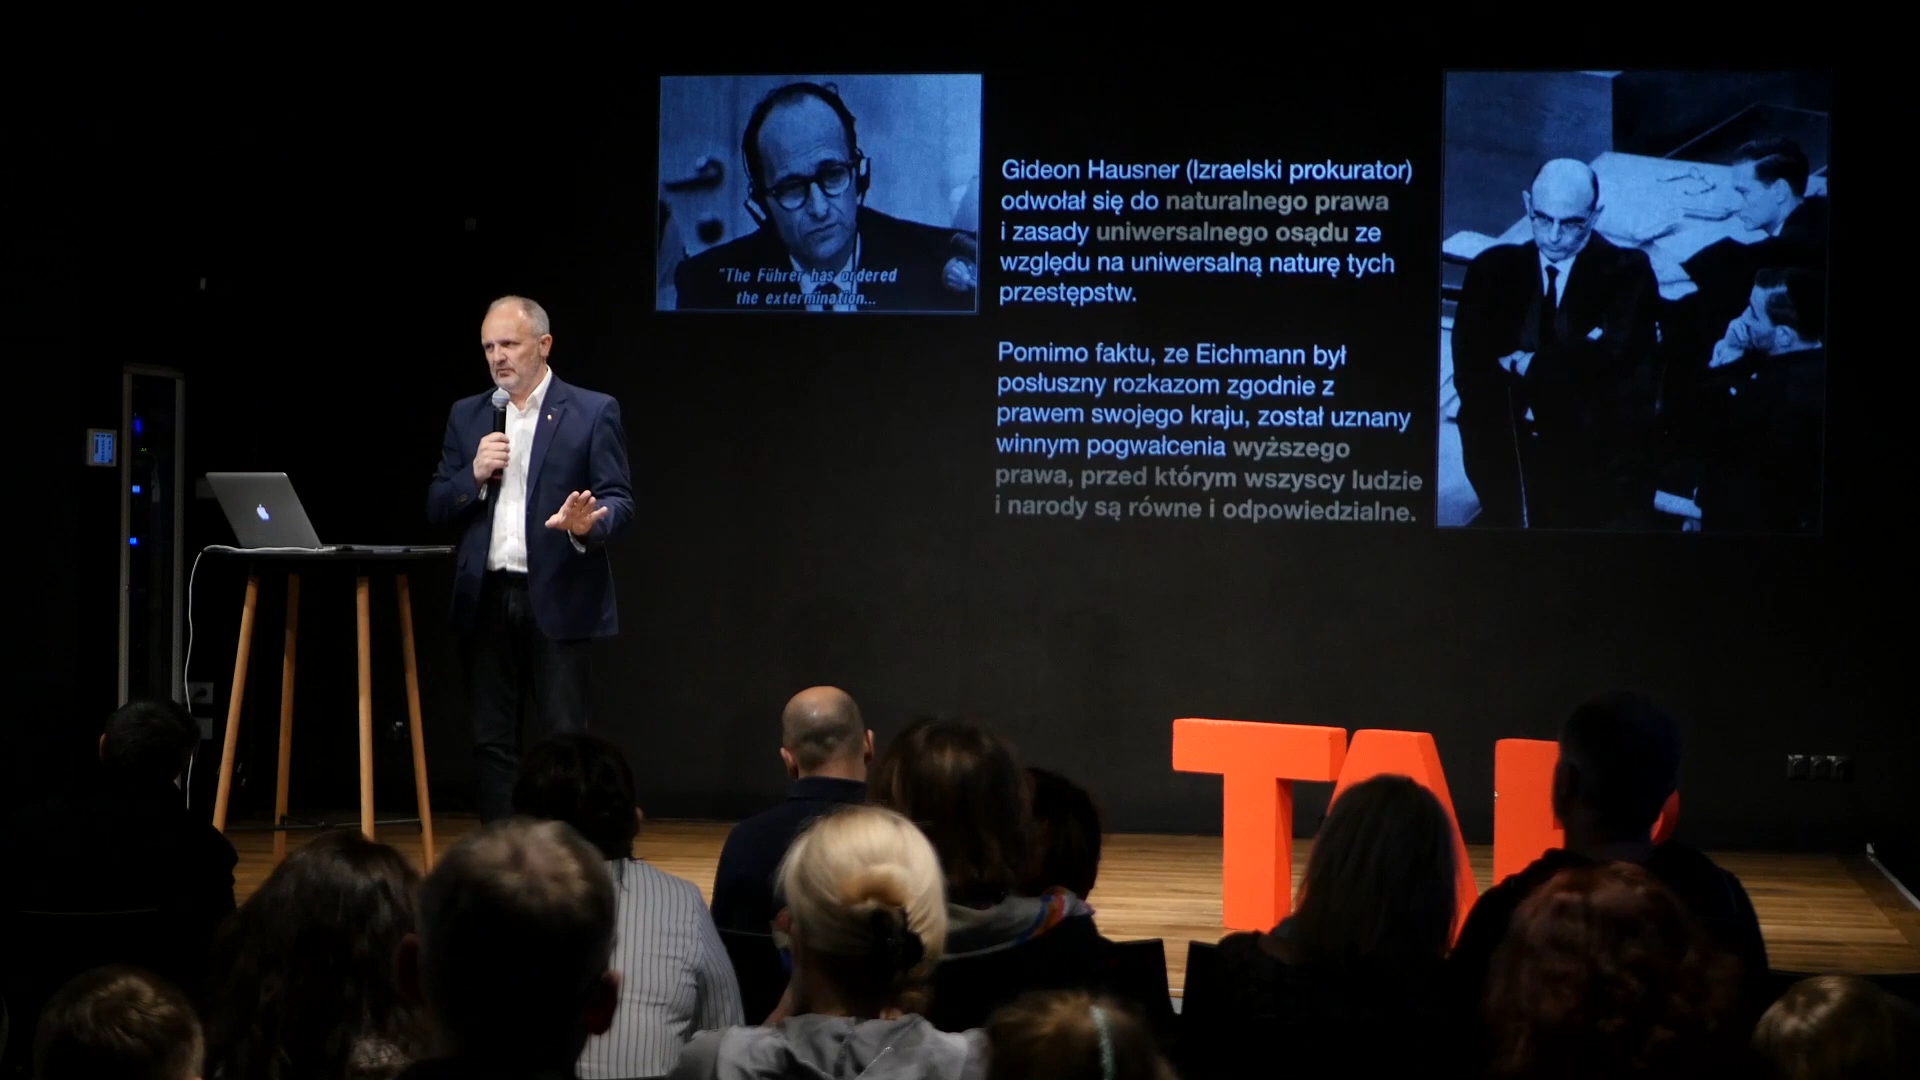 "The Führer has ordered
the extermination...
Gideon Hausner (Izraelski prokurator)
odwołał się do naturalnego prawa
i zasady uniwersalnego osądu ze
względu na uniwersalną naturę tych
przestępstw.
Pomimo faktu, ze Eichmann był
posłuszny rozkazom zgodnie z
prawem swojego kraju, został uznany
winnym pogwałcenia wyższego
prawa, przed którym wszyscy ludzie
i narody są równe i odpowiedzialne.
TAK